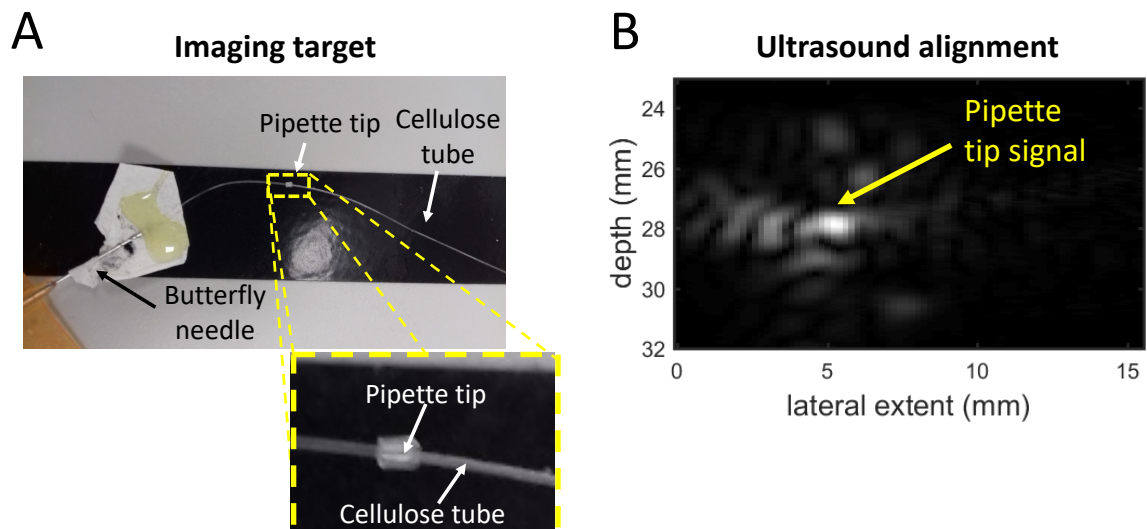 A
Imaging target
Pipette tip
Cellulose
tube
Butterfly
needle
Pipette tip
Cellulose tube
B
Ultrasound alignment
Pipette
tip signal
24
26
28
30
32
depth (mm)
0
5
10
15
lateral extent (mm)